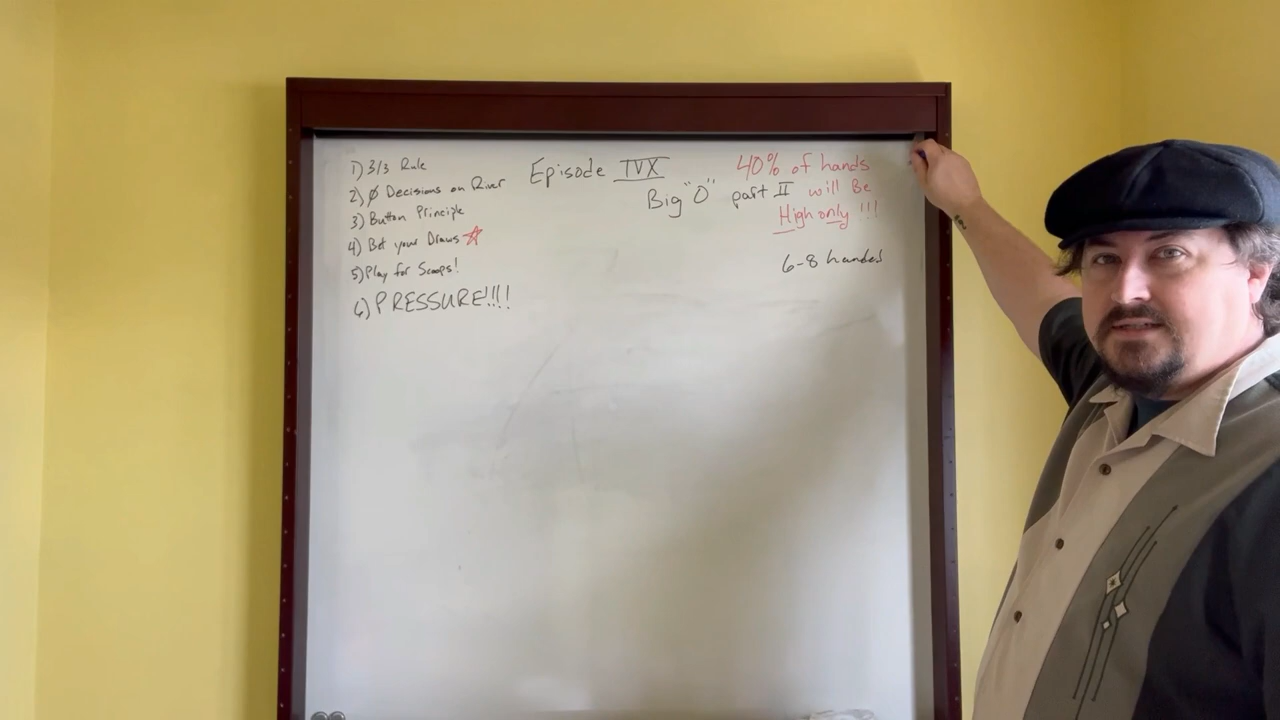 1) 3/3 Rule
2) Ø Decisions on River
3) Button Principle
4) Bet your Draws ☆
5) Play for Scoops!
6) PRESSURE!!!!
Episode IVX
Big "O" part II
40% of hands
will Be
High only !!!
6-8 handed